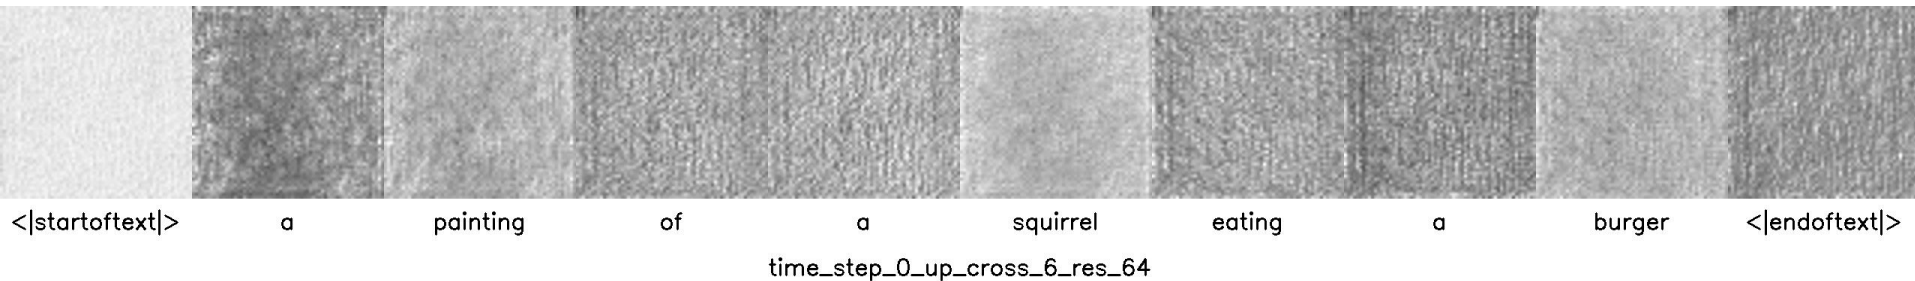 <|startoftext|> a painting of a squirrel eating a burger <|endoftext|>
time_step_0_up_cross_6_res_64